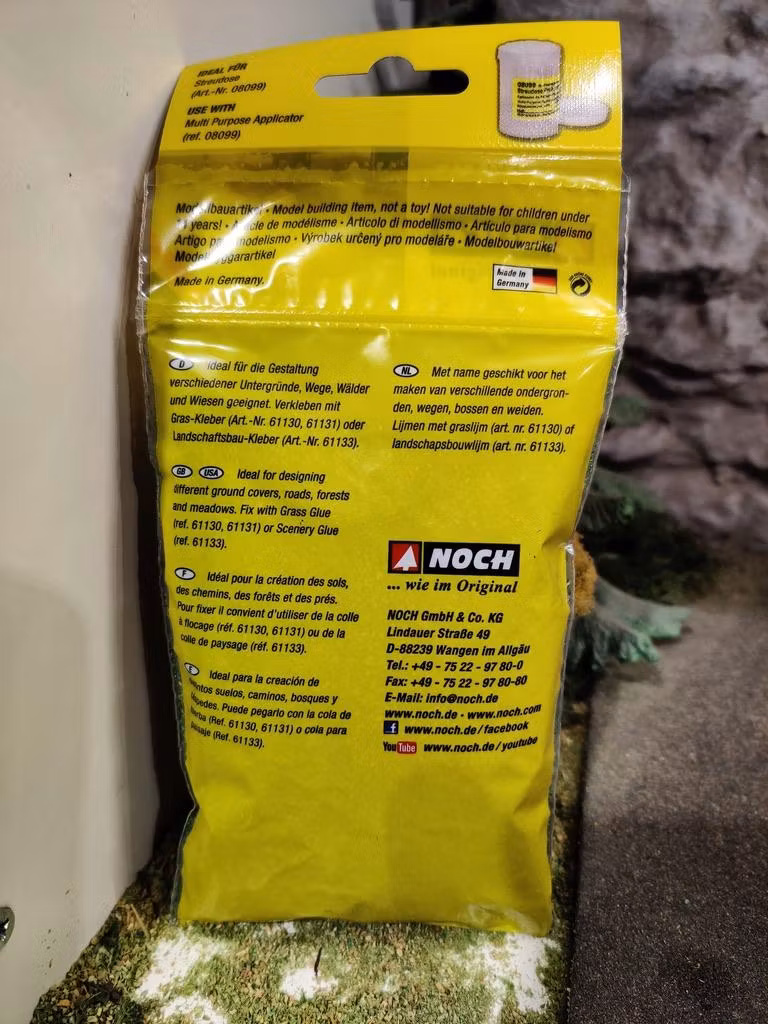 IDEAL FÜR
Streudose
(Art.-Nr. 08099)
USE WITH
Multi Purpose Applicator
(ref. 08099)
08099
Streudose
Modellbauartikel • Model building item, not a toy! Not suitable for children under
years! • Article de modélisme • Articolo di modellismo • Artículo para modelismo
Artigo para modelismo • Výrobek určený pro modeláře • Modelbouwartikel
Modelbyggarartikel
Made in Germany.
Made in
Germany
D Ideal für die Gestaltung
verschiedener Untergründe, Wege, Wälder
und Wiesen geeignet. Verkleben mit
Gras-Kleber (Art.-Nr. 61130, 61131) oder
Landschaftsbau-Kleber (Art.-Nr. 61133).
GB USA Ideal for designing
different ground covers, roads, forests
and meadows. Fix with Grass Glue
(ref. 61130, 61131) or Scenery Glue
(ref. 61133).
F Idéal pour la création des sols,
des chemins, des forêts et des prés.
Pour fixer il convient d'utiliser de la colle
à flocage (réf. 61130, 61131) ou de la
colle de paysage (réf. 61133).
E Ideal para la creación de
suelos, caminos, bosques y
Puede pegarlo con la cola de
hierba (Ref. 61130, 61131) o cola para
paisaje (Ref. 61133).
NL Met name geschikt voor het
maken van verschillende ondergron-
den, wegen, bossen en weiden.
Lijmen met graslijm (art. nr. 61130) of
landschapsbouwlijm (art. nr. 61133).
NOCH
... wie im Original
NOCH GmbH & Co. KG
Lindauer Straße 49
D-88239 Wangen im Allgäu
Tel.: +49 - 75 22 - 97 80-0
Fax: +49 - 75 22 - 97 80-80
E-Mail: info@noch.de
www.noch.de - www.noch.com
f www.noch.de/facebook
YouTube www.noch.de/youtube